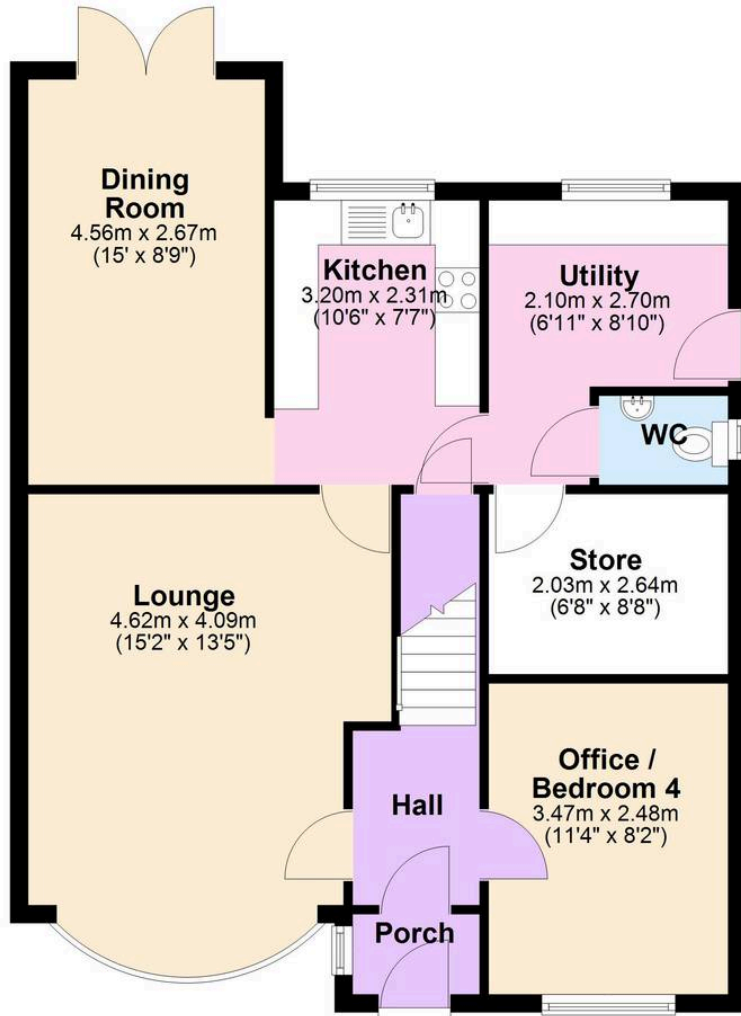 Dining
Room
4.56m x 2.67m
(15' x 8'9")
Kitchen
3.20m x 2.31m
(10'6" x 7'7")
Utility
2.10m x 2.70m
(6'11" x 8'10")
WC
Lounge
4.62m x 4.09m
(15'2" x 13'5")
Store
2.03m x 2.64m
(6'8" x 8'8")
Office /
Bedroom 4
3.47m x 2.48m
(11'4" x 8'2")
Hall
Porch